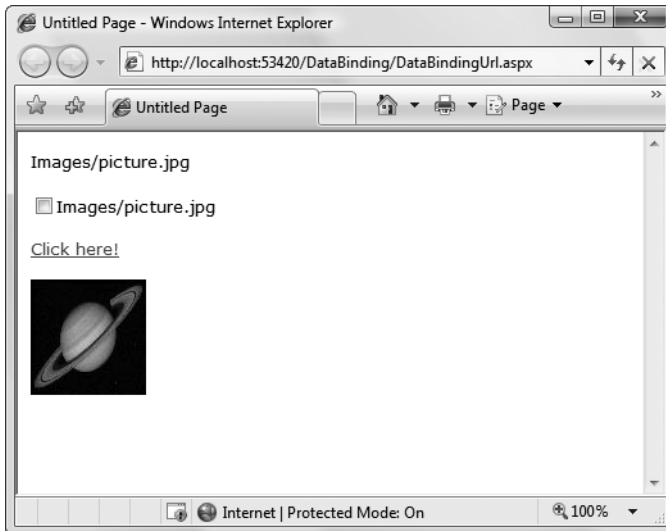 Untitled Page - Windows Internet Explorer
http://localhost:53420/DataBinding/DataBindingUrl.aspx
Untitled Page
Page
Images/picture.jpg
Images/picture.jpg
Click here!
Internet | Protected Mode: On
100%